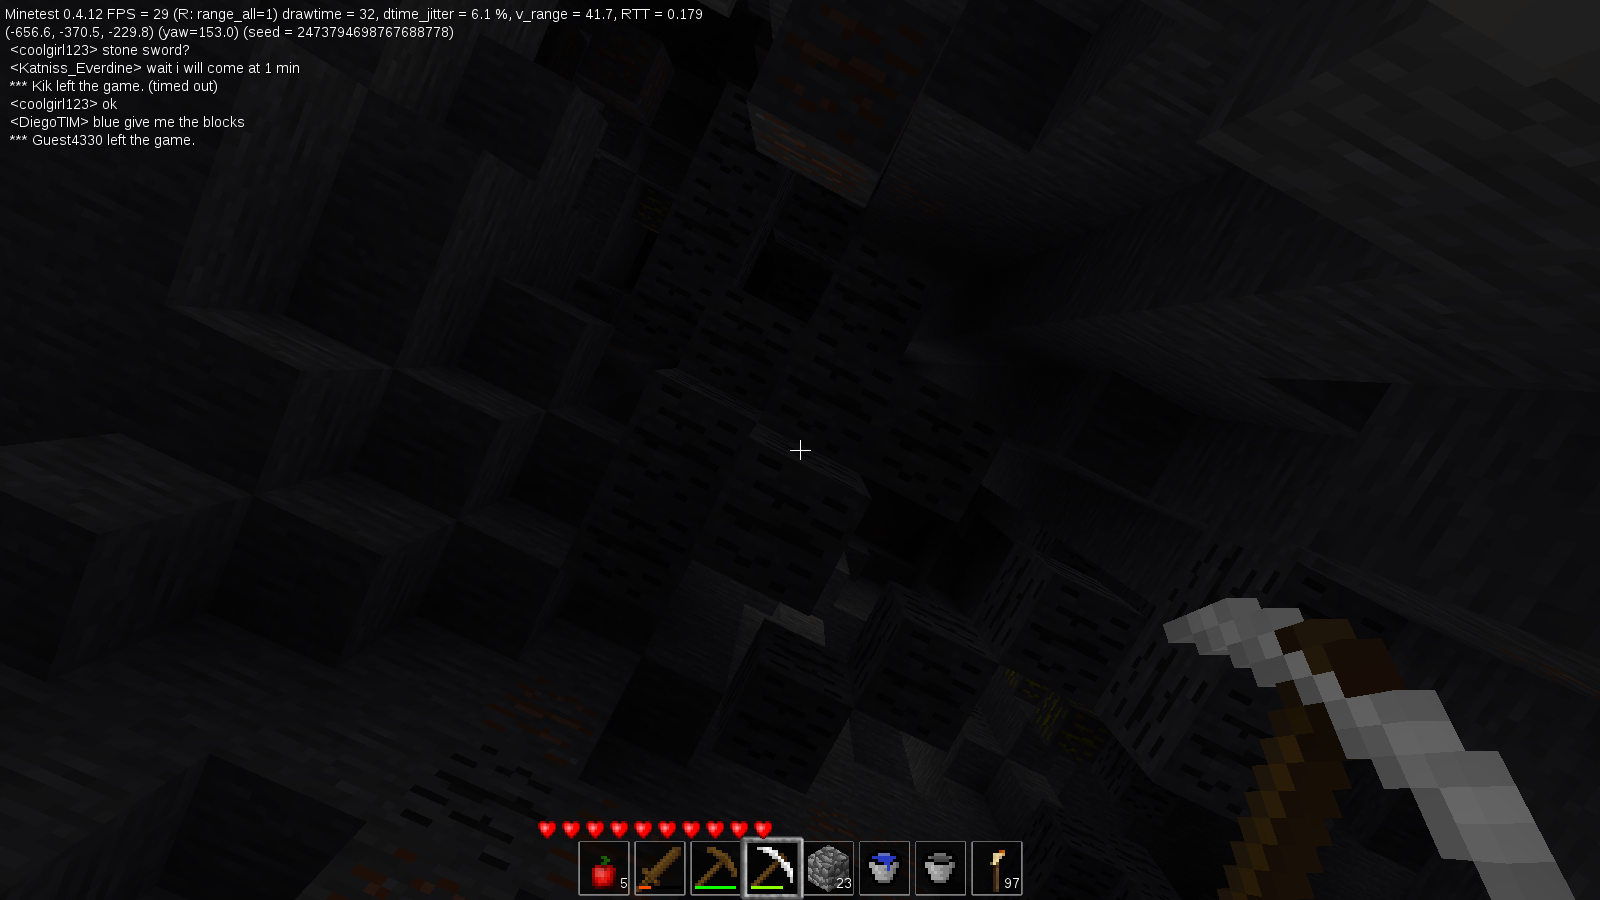 Minetest 0.4.12 FPS = 29 (R: range_all=1) drawtime = 32, dtime_jitter = 6.1 %, v_range = 41.7, RTT = 0.179
(-656.6, -370.5, -229.8) (yaw=153.0) (seed = 2473794698767688778)
<coolgirl123> stone sword?
<Katniss_Everdine> wait i will come at 1 min
*** Kik left the game. (timed out)
<coolgirl123> ok
<DiegoTIM> blue give me the blocks
*** Guest4330 left the game.
5 23 97